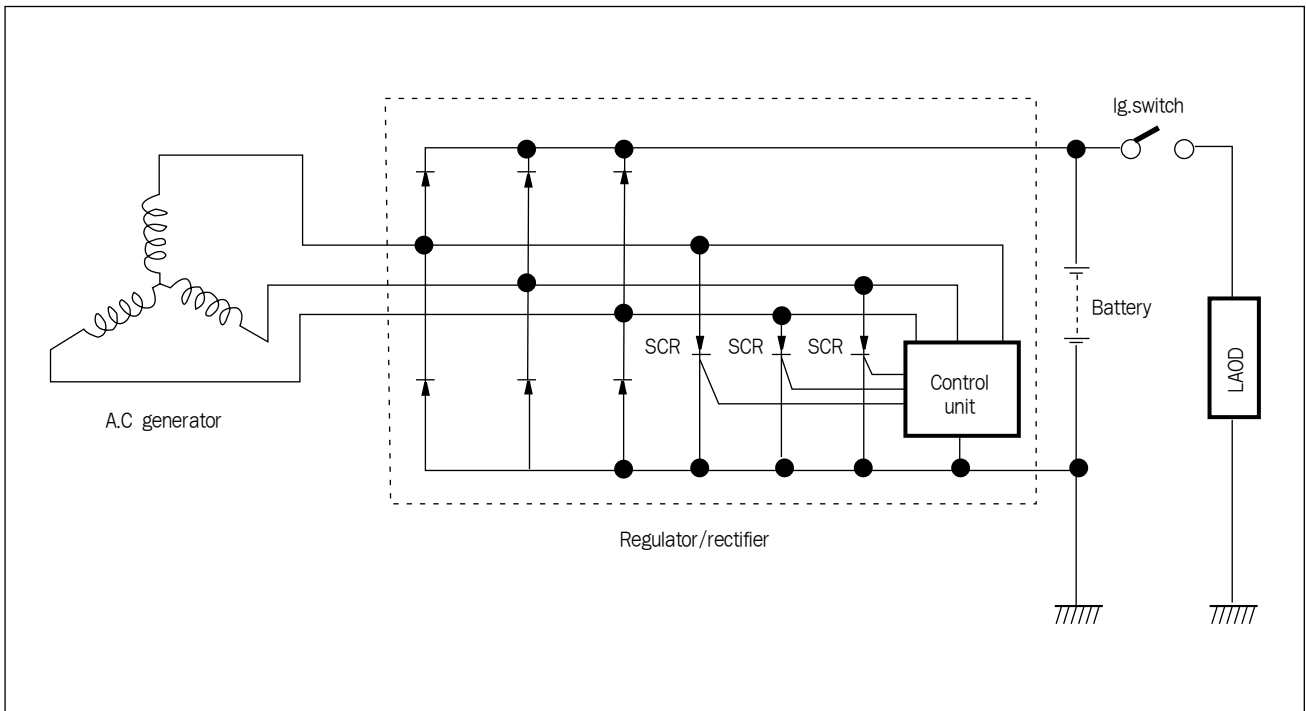 Ig.switch
SCR
SCR
SCR
Control
unit
Battery
LAOD
A.C generator
Regulator/rectifier